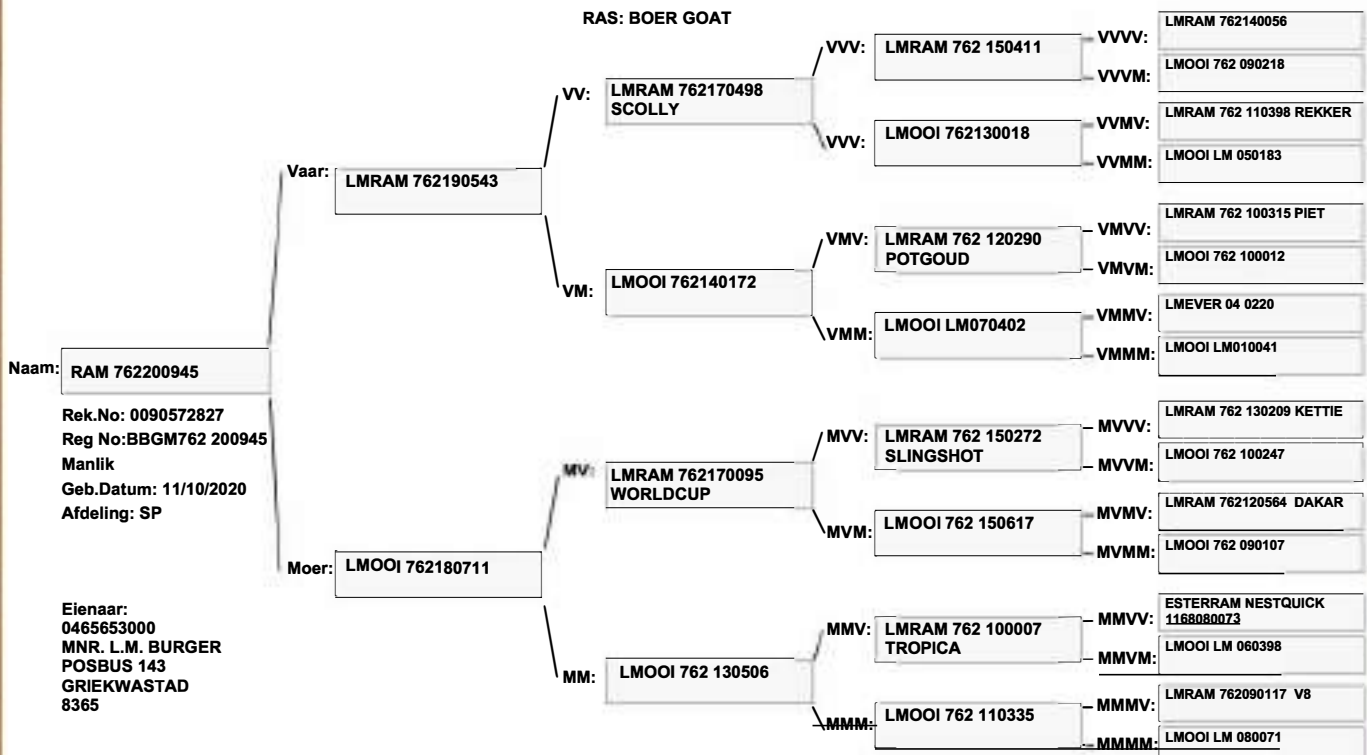 RAS: BOER GOAT
Naam:
RAM 762200945
Rek.No: 0090572827
Reg No:BBGM762 200945
Manlik
Geb.Datum: 11/10/2020
Afdeling: SP
Eienaar:
0465653000
MNR. L.M. BURGER
POSBUS 143
GRIEKWASTAD
8365
Vaar:
LMRAM 762190543
Moer:
LMOOI 762180711
VV:
LMRAM 762170498
SCOLLY
VM:
LMOOI 762140172
MV:
LMRAM 762170095
WORLDCUP
MM:
LMOOI 762 130506
VVV:
LMRAM 762 150411
VVV:
LMOOI 762130018
VMV:
LMRAM 762 120290
POTGOUD
VMM:
LMOOI LM070402
MVV:
LMRAM 762 150272
SLINGSHOT
MVM:
LMOOI 762 150617
MMV:
LMRAM 762 100007
TROPICA
MMM:
LMOOI 762 110335
VVVV:
LMRAM 762140056
VVVM:
LMOOI 762 090218
VVMV:
LMRAM 762 110398 REKKER
VVMM:
LMOOI LM 050183
VMVV:
LMRAM 762 100315 PIET
VMVM:
LMOOI 762 100012
VMMV:
LMEVER 04 0220
VMMM:
LMOOI LM010041
MVVV:
LMRAM 762 130209 KETTIE
MVVM:
LMOOI 762 100247
MVMV:
LMRAM 762120564 DAKAR
MVMM:
LMOOI 762 090107
MMVV:
ESTERRAM NESTQUICK
1168080073
MMVM:
LMOOI LM 060398
MMMV:
LMRAM 762090117 V8
MMMM:
LMOOI LM 080071